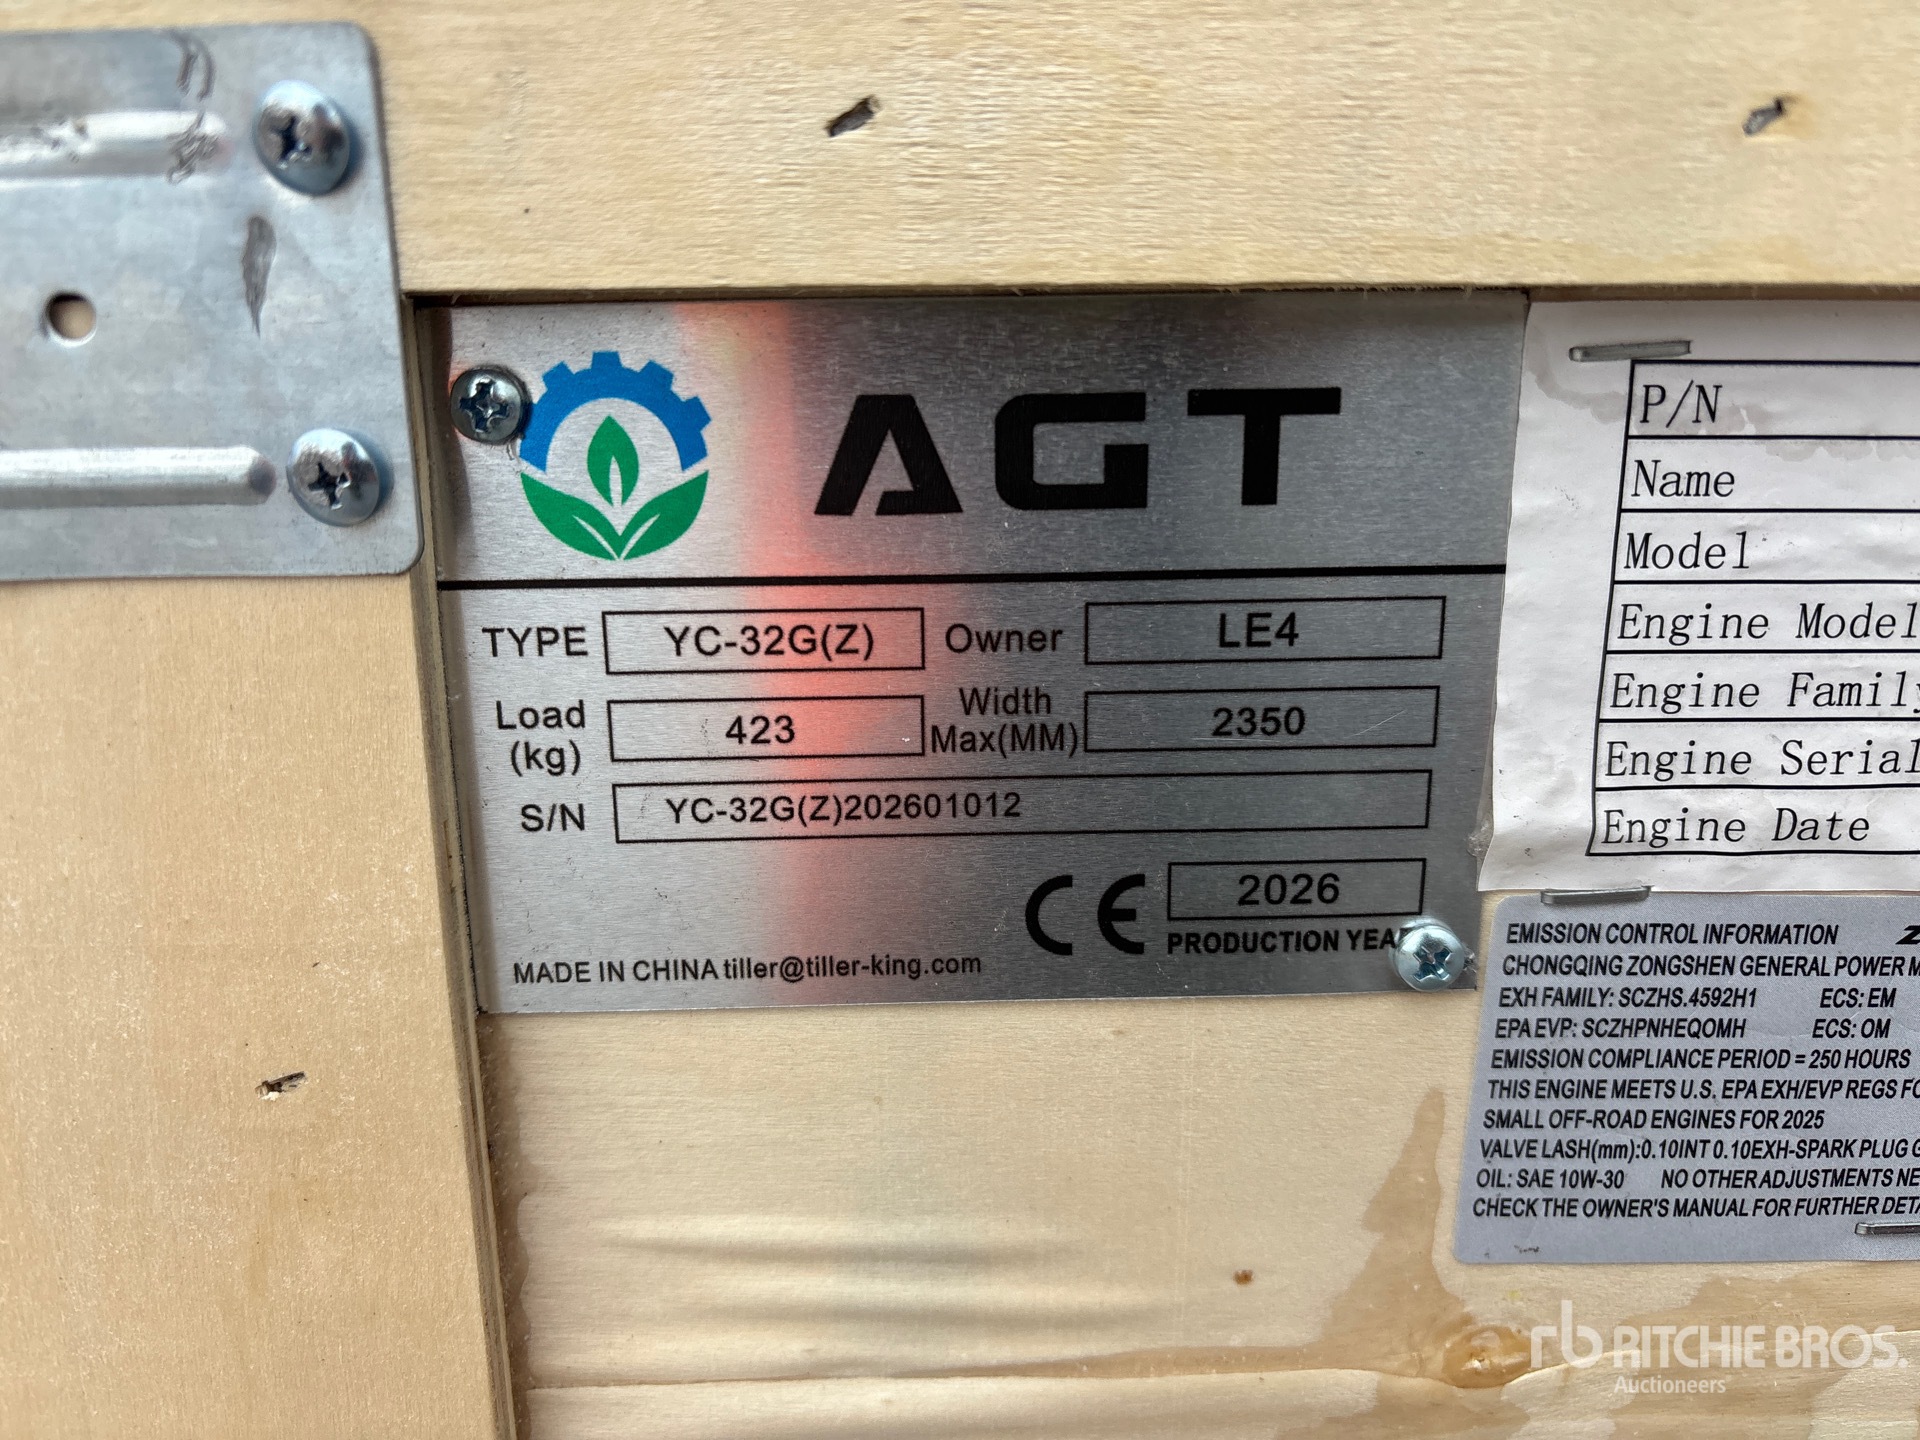 AGT
TYPE YC-32G(Z) Owner LE4
Load (kg) 423 Width Max(MM) 2350
S/N YC-32G(Z)202601012
CE 2026
PRODUCTION YEA
MADE IN CHINA tiller@tiller-king.com
P/N
Name
Model
Engine Model
Engine Family
Engine Serial
Engine Date
EMISSION CONTROL INFORMATION
CHONGQING ZONGSHEN GENERAL POWER M
EXH FAMILY: SCZHS.4592H1 ECS: EM
EPA EVP: SCZHPNHEQOMH ECS: OM
EMISSION COMPLIANCE PERIOD = 250 HOURS
THIS ENGINE MEETS U.S. EPA EXH/EVP REGS FO
SMALL OFF-ROAD ENGINES FOR 2025
VALVE LASH(mm):0.10INT 0.10EXH-SPARK PLUG G
OIL: SAE 10W-30 NO OTHER ADJUSTMENTS NE
CHECK THE OWNER'S MANUAL FOR FURTHER DETA
rb RITCHIE BROS.
Auctioneers